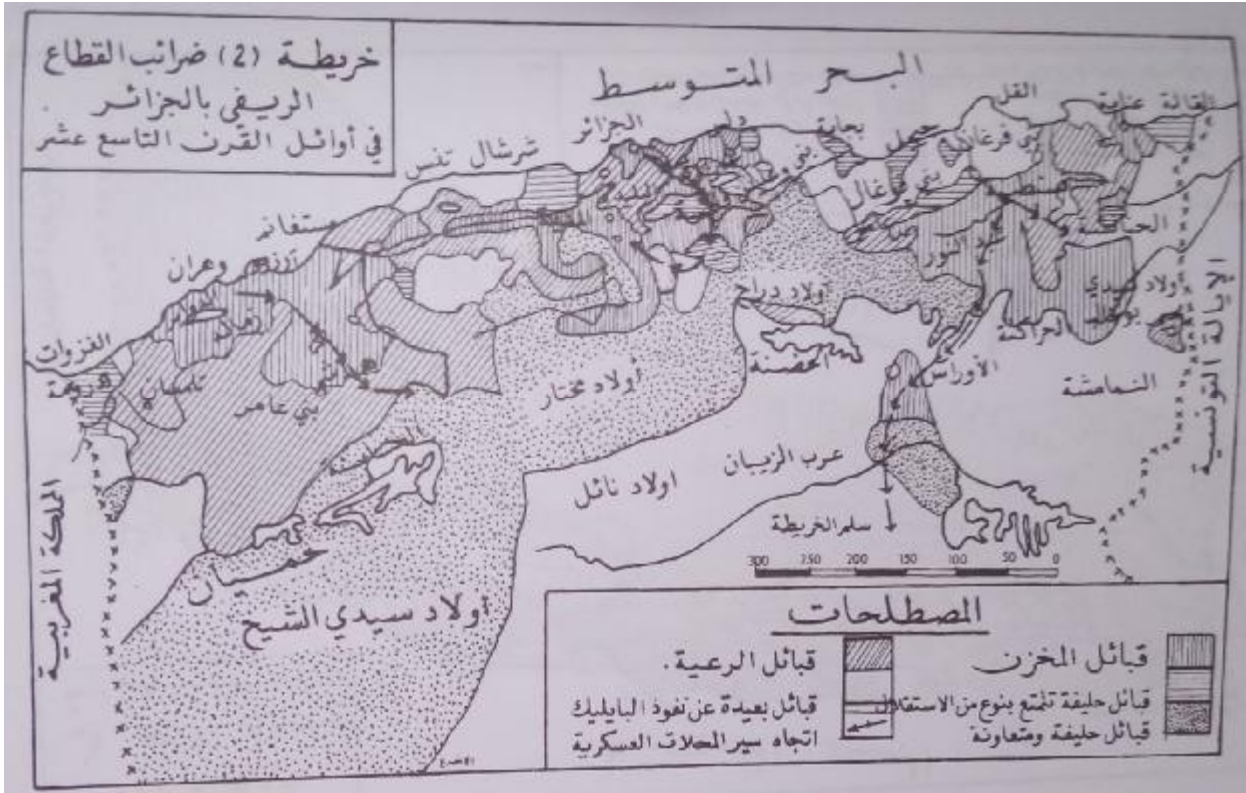 خريطة (2) ضرائب القطاع
الريفي بالجزائر
في أوائل القرن التاسع عشر
البحر المتوسط
القالة
عنابة
القل
جيجل
بجاية
الجزائر
شرشال
تنس
مستغانم
وهران
الغزوات
تلمسان
بني عامر
النور
أولاد دراج
الحضنة
أولاد سيدي
الحراكتة
الأوراس
النمامشة
أولاد مختار
عرب الزيبان
اولاد نائل
حميان
أولاد سيدي الشيخ
المملكة المغربية
الإيالة التونسية
سلم الخريطة
300 250 200 150 100 50 0
المصطلحات
قبائل المخزن
قبائل حليفة تتمتع بنوع من الاستقلال
قبائل حليفة ومتعاونة
قبائل الرعية.
قبائل بعيدة عن نفوذ البايليك
اتجاه سير المحلات العسكرية